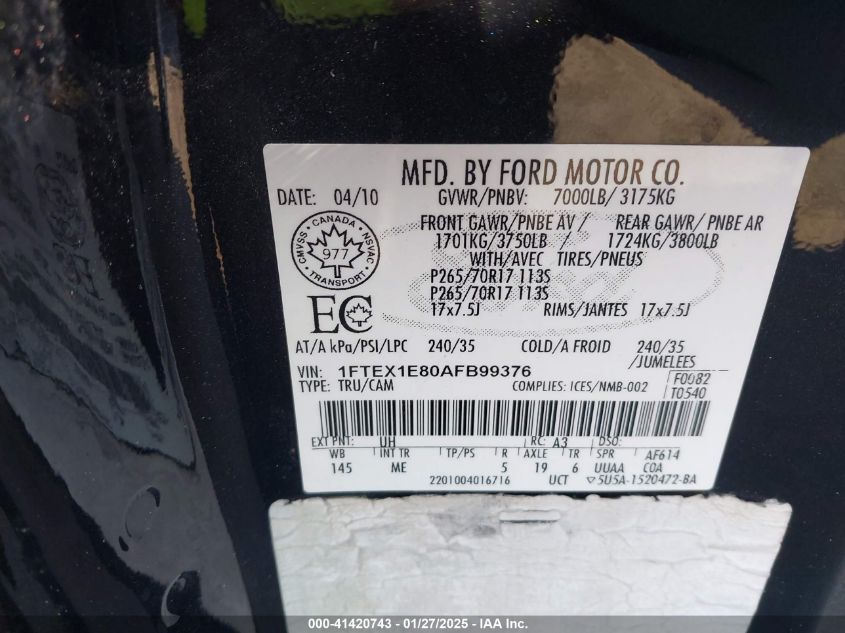 MFD. BY FORD MOTOR CO.
DATE: 04/10 GVWR/PNBV: 7000LB/ 3175KG
FRONT GAWR/PNBE AV / REAR GAWR/ PNBE AR
1701KG/3750LB / 1724KG/3800LB
WITH/AVEC TIRES/PNEUS
P265/70R17 113S
P265/70R17 113S
17x7.5J RIMS/JANTES 17x7.5J
CMVSS CANADA NSVAC
977
TRANSPORT
EC
AT/A kPa/PSI/LPC 240/35 COLD/A FROID 240/35
/JUMELEES
VIN: 1FTEX1E80AFB99376
F0082
TYPE: TRU/CAM COMPLIES: ICES/NMB-002
T0540
EXT PNT: UH RC: A3 DSO:
WB INT TR TP/PS R AXLE TR SPR AF614
145 ME 5 19 6 UUAA COA
2201004016716 UCT 5U5A-1520472-BA
000-41420743 - 01/27/2025 - IAA Inc.